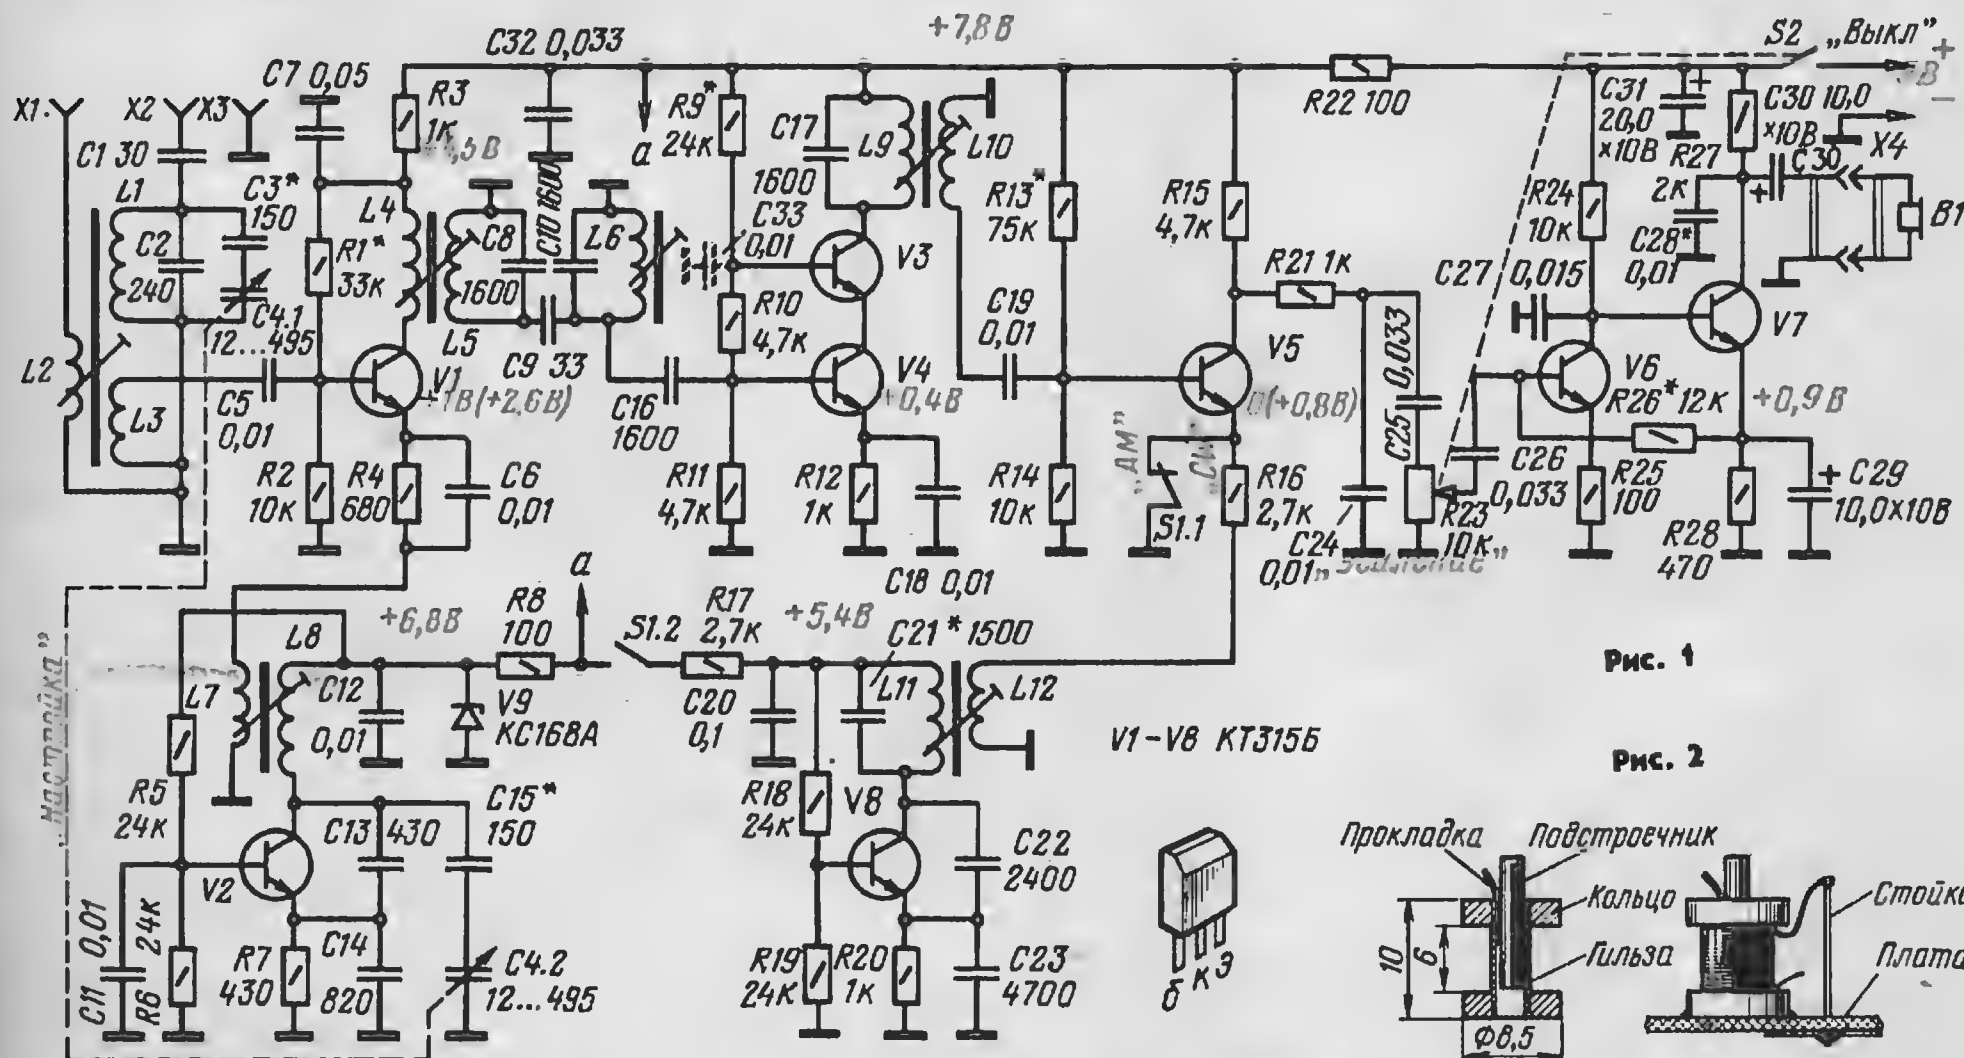 +7,8В
S2 „Выкл”
+
C32 0,033
C7 0,05
X1
X2
X3
R3
1к
R9*
24к
C17
L9
L10
R22 100
C31
20,0
×10В
C30 10,0
×10В
R27
2к
C30
X4
В
−
C1 30
L1
C3*
150
C2
240
C4.1
12...495
R1*
33к
L4
C8
1600
C10 1600
L6
а
1600
C33
0,01
V3
R13*
75к
R15
4,7к
R24
10к
C28*
0,01
B1
L2
L3
C5
0,01
V1
L5
C9 33
R10
4,7к
V4
C19
0,01
V5
R21 1к
C27 0,015
V6
V7
В(+2,6В)
C16
1600
+0,4В
(+0,8В)
C25 0,033
R26* 12к
+0,9В
R2
10к
R4
680
C6
0,01
R11
4,7к
R12
1к
R14
10к
„ДМ”
S1.1
R16
2,7к
C24
0,01
R23
10к
C26
0,033
R25
100
R28
470
C29
10,0×10В
C18 0,01
а
+6,8В
R8
100
S1.2
R17
2,7к
+5,4В
C21* 1500
„Настройка”
L7
L8
C12
0,01
V9
КС168А
C20
0,1
L11
L12
V1–V8 КТ315Б
Рис. 1
R5
24к
V2
C13 430
C15*
150
R18
24к
V8
C22
2400
C11 0,01
R6 24к
R7
430
C14
820
C4.2
12...495
R19
24к
R20
1к
C23
4700
б к э
Рис. 2
Прокладка
Подстроечник
Кольцо
Гильза
10
6
Ф8,5
Стойка
Плата